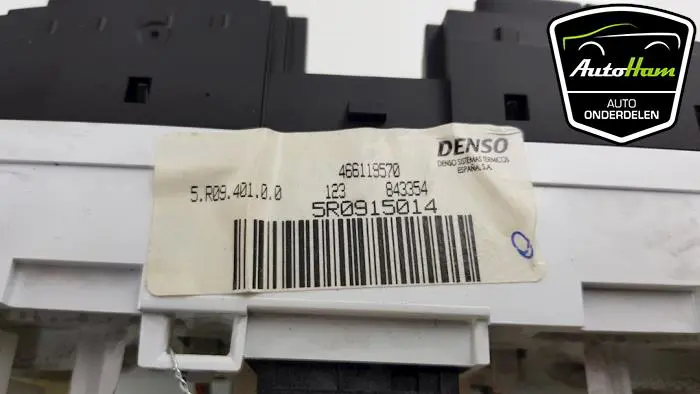 AutoHam
AUTO
ONDERDELEN
DENSO
DENSO SISTEMAS TERMICOS
ESPAÑA, S.A.
466119570
5.R09.401.0.0 123 843354
5R0915014